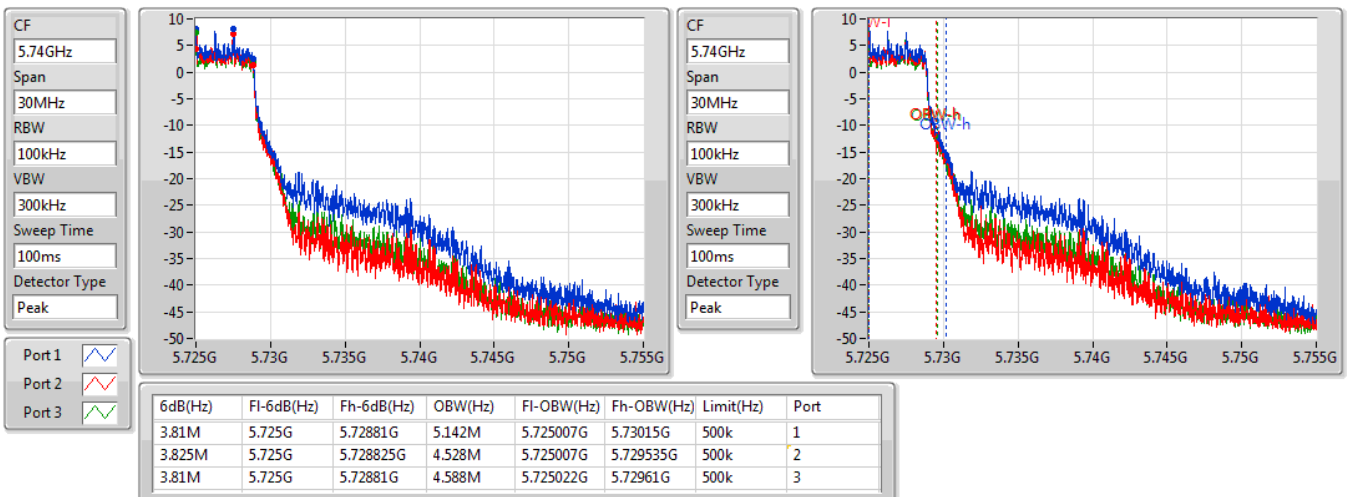 CF
5.74GHz
Span
30MHz
RBW
100kHz
VBW
300kHz
Sweep Time
100ms
Detector Type
Peak
10
5
0
-5
-10
-15
-20
-25
-30
-35
-40
-45
-50
5.725G 5.73G 5.735G 5.74G 5.745G 5.75G 5.755G
CF
5.74GHz
Span
30MHz
RBW
100kHz
VBW
300kHz
Sweep Time
100ms
Detector Type
Peak
10
5
0
-5
-10
-15
-20
-25
-30
-35
-40
-45
-50
OBW-h
OBW-h
5.725G 5.73G 5.735G 5.74G 5.745G 5.75G 5.755G
Port 1
Port 2
Port 3
6dB(Hz) Fl-6dB(Hz) Fh-6dB(Hz) OBW(Hz) Fl-OBW(Hz) Fh-OBW(Hz) Limit(Hz) Port
3.81M 5.725G 5.72881G 5.142M 5.725007G 5.73015G 500k 1
3.825M 5.725G 5.728825G 4.528M 5.725007G 5.729535G 500k 2
3.81M 5.725G 5.72881G 4.588M 5.725022G 5.72961G 500k 3